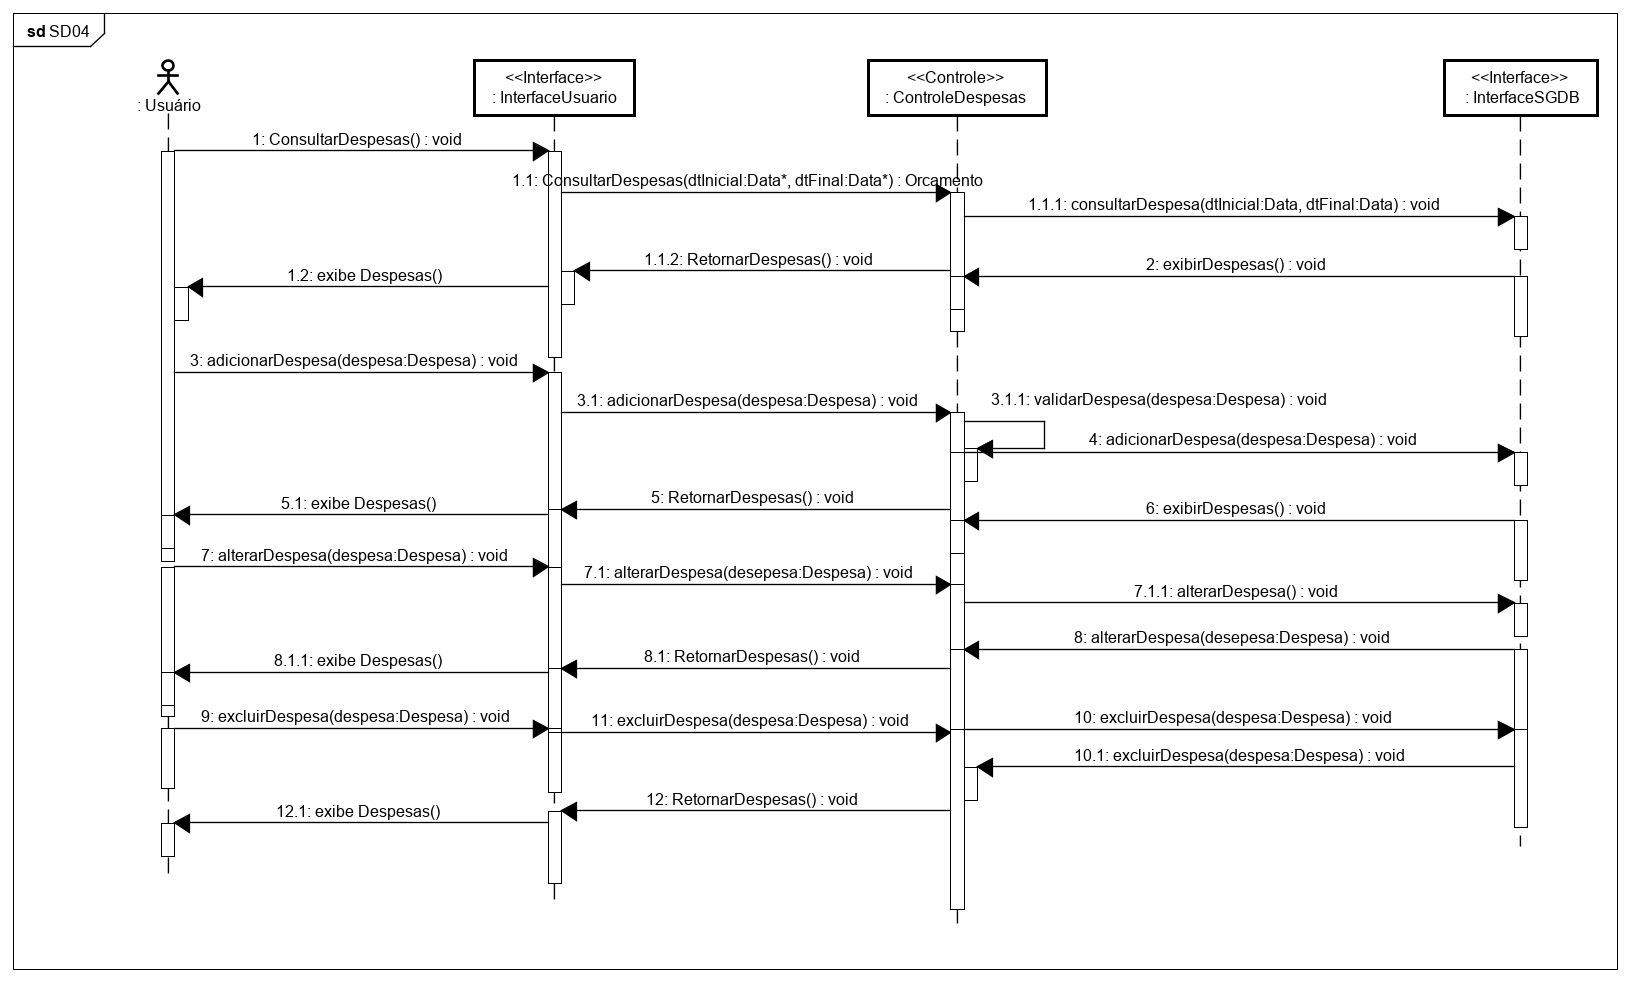 sd SD04
: Usuário
<<Interface>>
: InterfaceUsuario
<<Controle>>
: ControleDespesas
<<Interface>>
: InterfaceSGDB
1: ConsultarDespesas() : void
1.1: ConsultarDespesas(dtInicial:Data*, dtFinal:Data*) : Orcamento
1.1.1: consultarDespesa(dtInicial:Data, dtFinal:Data) : void
1.1.2: RetornarDespesas() : void
2: exibirDespesas() : void
1.2: exibe Despesas()
3: adicionarDespesa(despesa:Despesa) : void
3.1: adicionarDespesa(despesa:Despesa) : void
3.1.1: validarDespesa(despesa:Despesa) : void
4: adicionarDespesa(despesa:Despesa) : void
5: RetornarDespesas() : void
5.1: exibe Despesas()
6: exibirDespesas() : void
7: alterarDespesa(despesa:Despesa) : void
7.1: alterarDespesa(desepesa:Despesa) : void
7.1.1: alterarDespesa() : void
8: alterarDespesa(desepesa:Despesa) : void
8.1: RetornarDespesas() : void
8.1.1: exibe Despesas()
9: excluirDespesa(despesa:Despesa) : void
11: excluirDespesa(despesa:Despesa) : void
10: excluirDespesa(despesa:Despesa) : void
10.1: excluirDespesa(despesa:Despesa) : void
12: RetornarDespesas() : void
12.1: exibe Despesas()